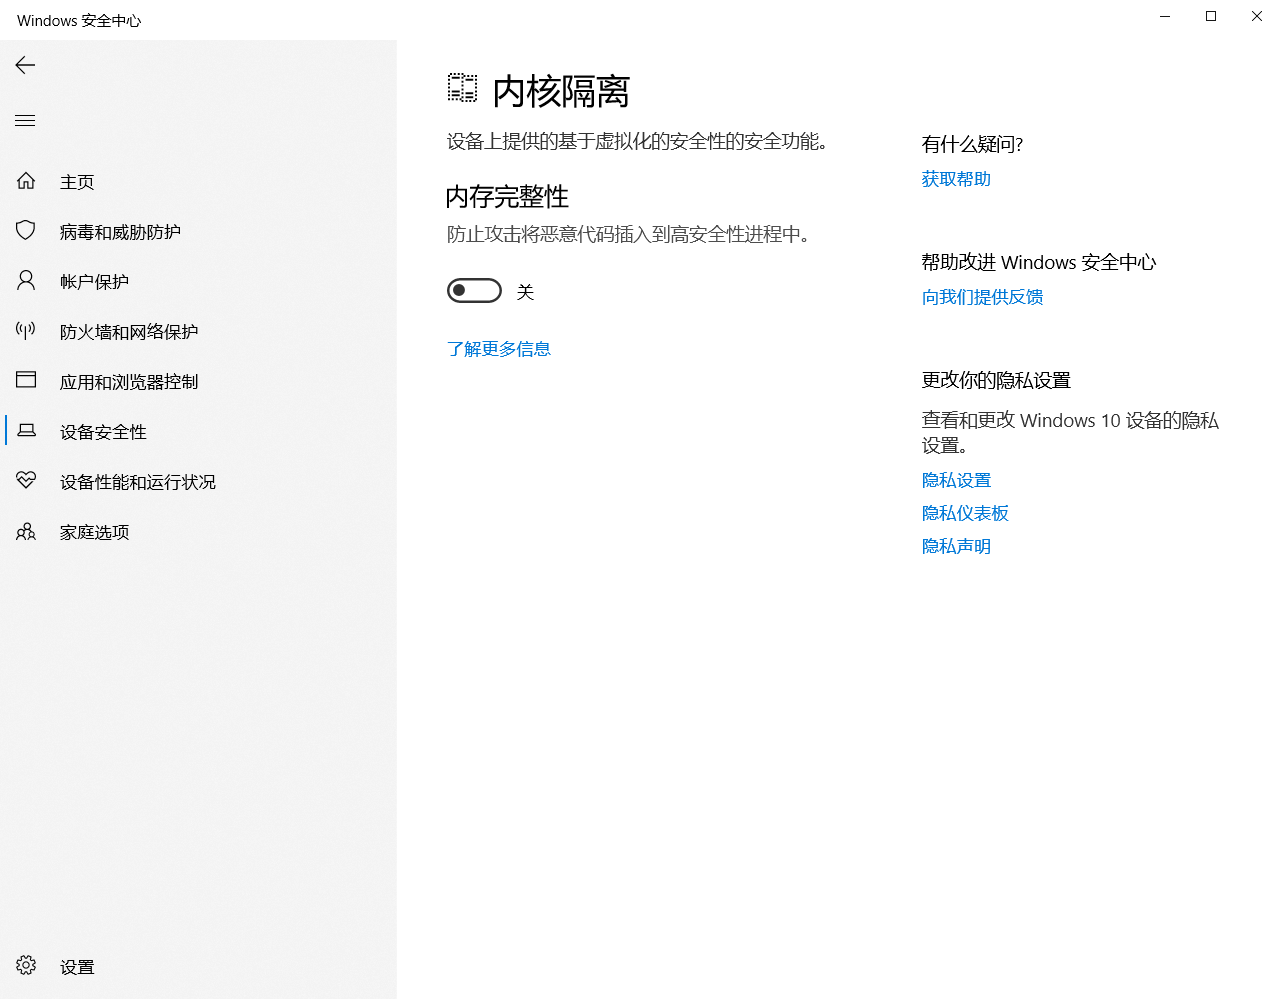 Windows 安全中心
主页
病毒和威胁防护
帐户保护
防火墙和网络保护
应用和浏览器控制
设备安全性
设备性能和运行状况
家庭选项
设置
内核隔离
设备上提供的基于虚拟化的安全性的安全功能。
内存完整性
防止攻击将恶意代码插入到高安全性进程中。
关
了解更多信息
有什么疑问?
获取帮助
帮助改进 Windows 安全中心
向我们提供反馈
更改你的隐私设置
查看和更改 Windows 10 设备的隐私
设置。
隐私设置
隐私仪表板
隐私声明